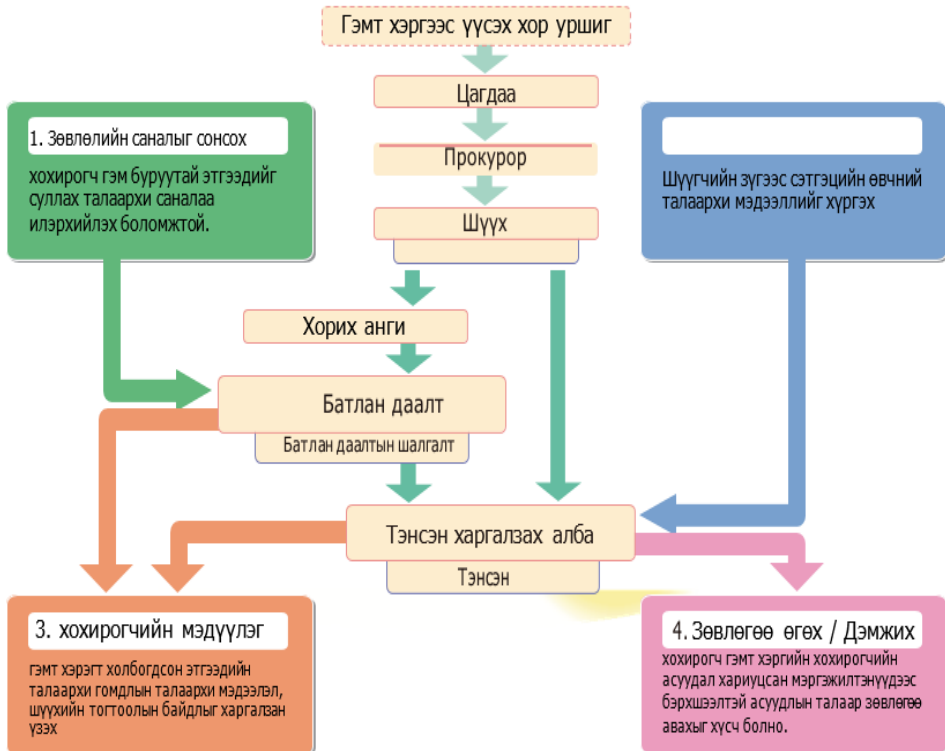 Гэмт хэргээс үүсэх хор уршиг
Цагдаа
Прокурор
Шүүх
1. Зөвлөлийн саналыг сонсох
хохирогч гэм буруутай этгээдийг
суллах талаархи саналаа
илэрхийлэх боломжтой.
Шүүгчийн зүгээс сэтгэцийн өвчний
талаархи мэдээллийг хүргэх
Хорих анги
Батлан даалт
Батлан даалтын шалгалт
Тэнсэн харгалзах алба
Тэнсэн
3. хохирогчийн мэдүүлэг
гэмт хэрэгт холбогдсон этгээдийн
талаархи гомдлын талаархи мэдээлэл,
шүүхийн тогтоолын байдлыг харгалзан
үзэх
4. Зөвлөгөө өгөх / Дэмжих
хохирогч гэмт хэргийн хохирогчийн
асуудал хариуцсан мэргэжилтэнүүдээс
бэрхшээлтэй асуудлын талаар зөвлөгөө
авахыг хүсч болно.